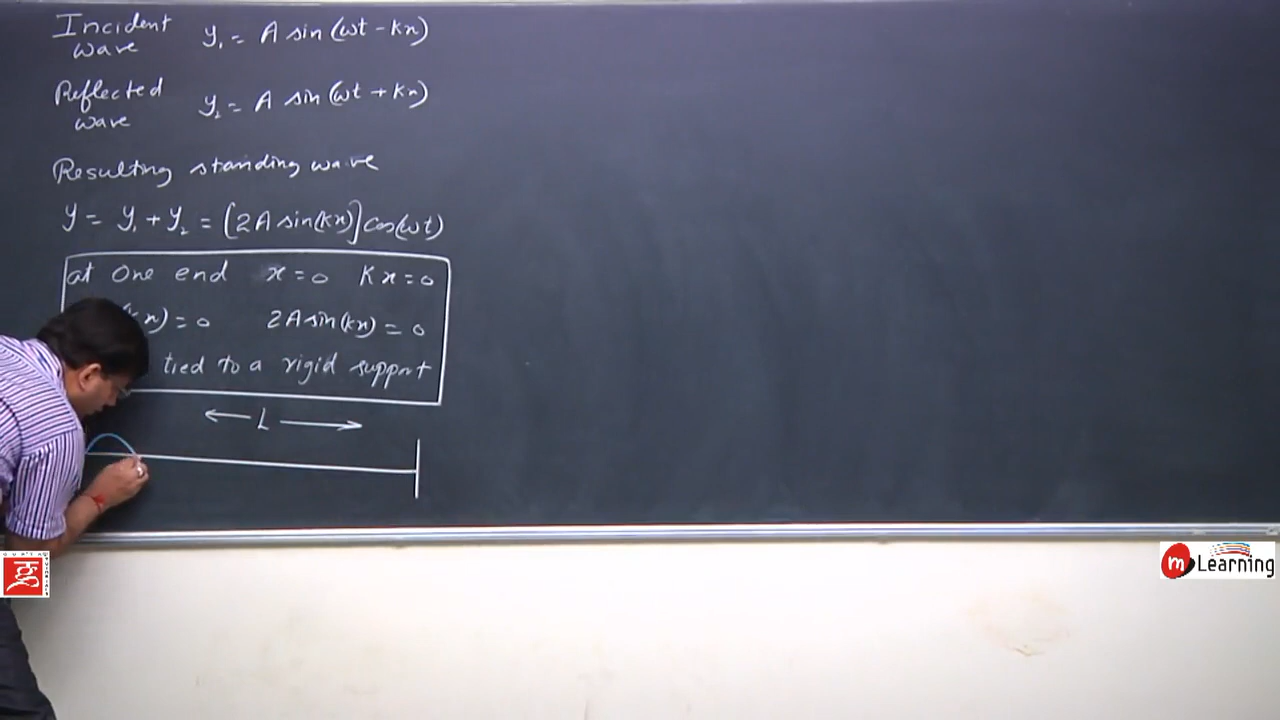 Incident wave y₁ = A sin (ωt - kx)
Reflected wave y₂ = A sin (ωt + kx)
Resulting standing wave
y = y₁ + y₂ = [2A sin(kx)] cos(ωt)
at one end x = 0 kx = 0
x) = 0 2A sin(kx) = 0
tied to a rigid support
← L →
m Learning